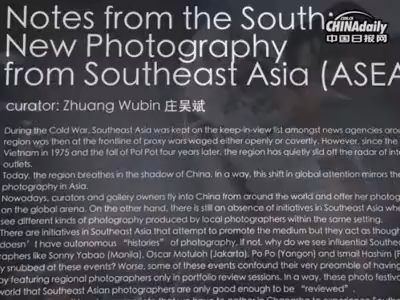 CHINAdaily
中国日报网
Notes from the South:
New Photography
from Southeast Asia (ASEA
curator: Zhuang Wubin 庄吴斌
During the Cold War, Southeast Asia was kept on the keep-in-view list amongst news agencies arou
region was then at the frontline of proxy wars waged either openly or covertly. However, since the
Vietnam in 1975 and the fall of Pol Pot four years later, the region has quietly slid off the radar of inte
outlets.
Today, the region breathes in the shadow of China. In a way, this shift in global attention mirrors the
photography in Asia.
Nowadays, curators and gallery owners fly into China from around the world and offer her photog
on the global arena. On the other hand, there is still an absence of initiatives in Southeast Asia whe
see different kinds of photography produced by local photographers within the same setting.
There are initiatives in Southeast Asia that attempt to promote the medium but they act as though
doesn't have autonomous "histories" of photography. If not, why do we see influential Southea
graphers like Sonny Yabao (Manila), Oscar Motuloh (Jakarta), Po Po (Yangon) and Ismail Hashim (P
y snubbed at these events? Worse, some of these events confound their very preamble of having
by featuring regional photographers only in portfolio review sessions. In a way, these photo festiv
world that Southeast Asian photographers are only good enough to be "reviewed"